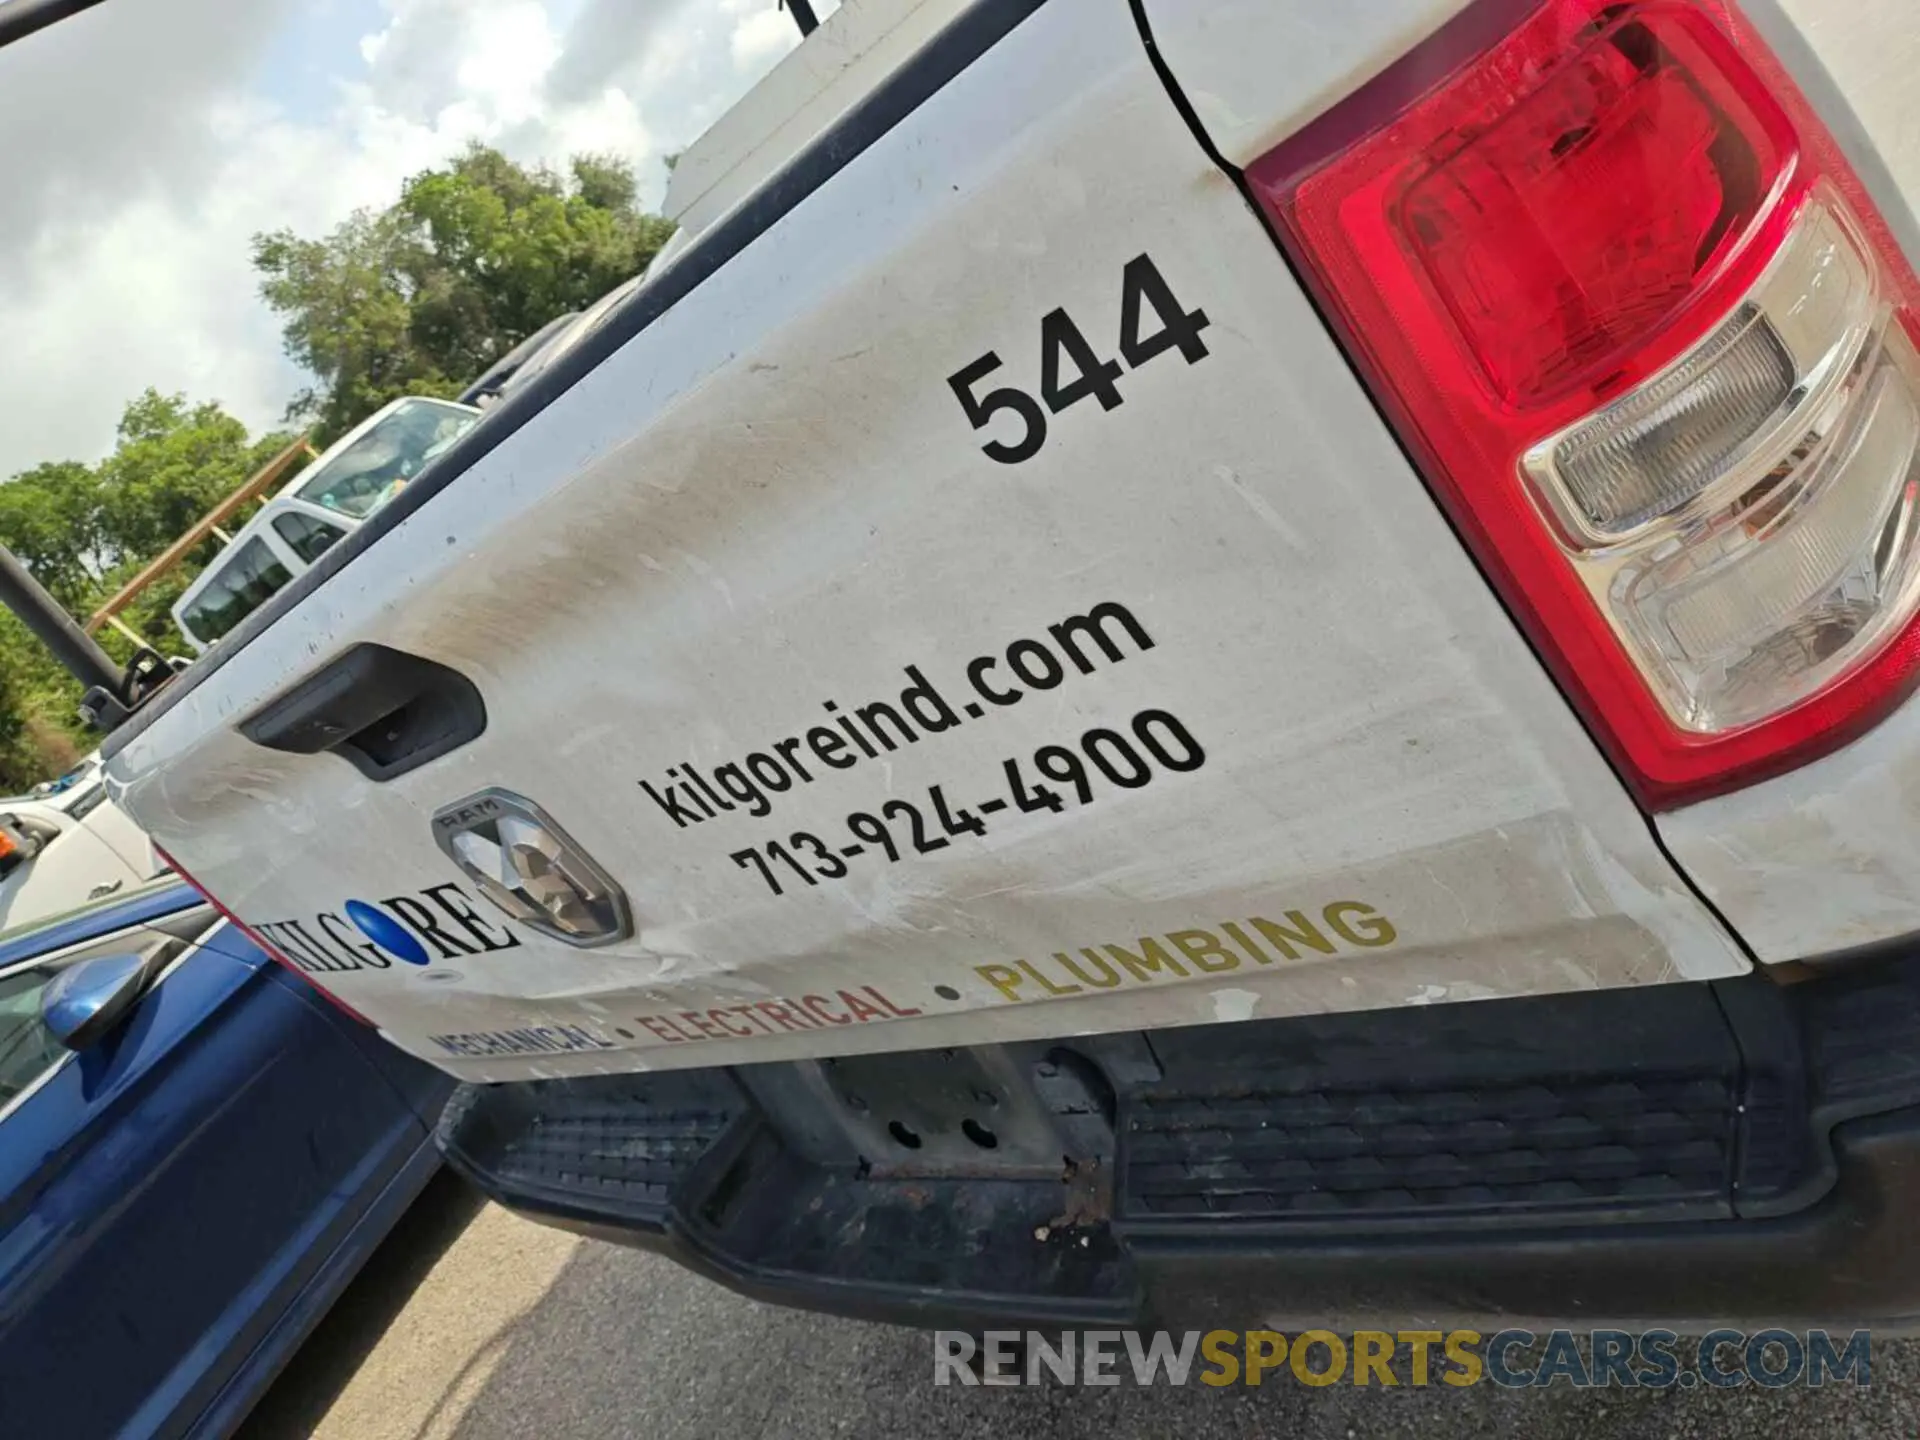 544
kilgoreind.com
713-924-4900
RAM
KILGORE
MECHANICAL • ELECTRICAL • PLUMBING
RENEWSPORTSCARS.COM